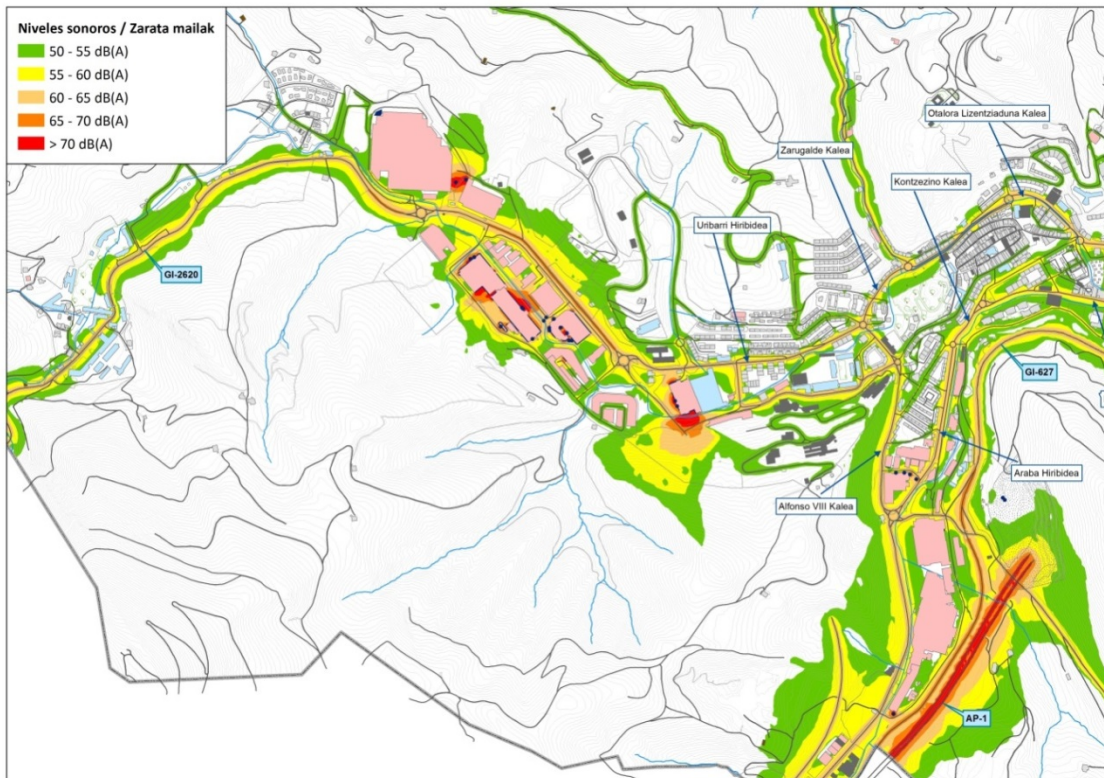 Niveles sonoros / Zarata mailak
50 - 55 dB(A)
55 - 60 dB(A)
60 - 65 dB(A)
65 - 70 dB(A)
> 70 dB(A)
Otalora Lizentziaduna Kalea
Zarugalde Kalea
Kontzezino Kalea
Uribarri Hiribidea
GI-2620
GI-627
Araba Hiribidea
Alfonso VIII Kalea
AP-1